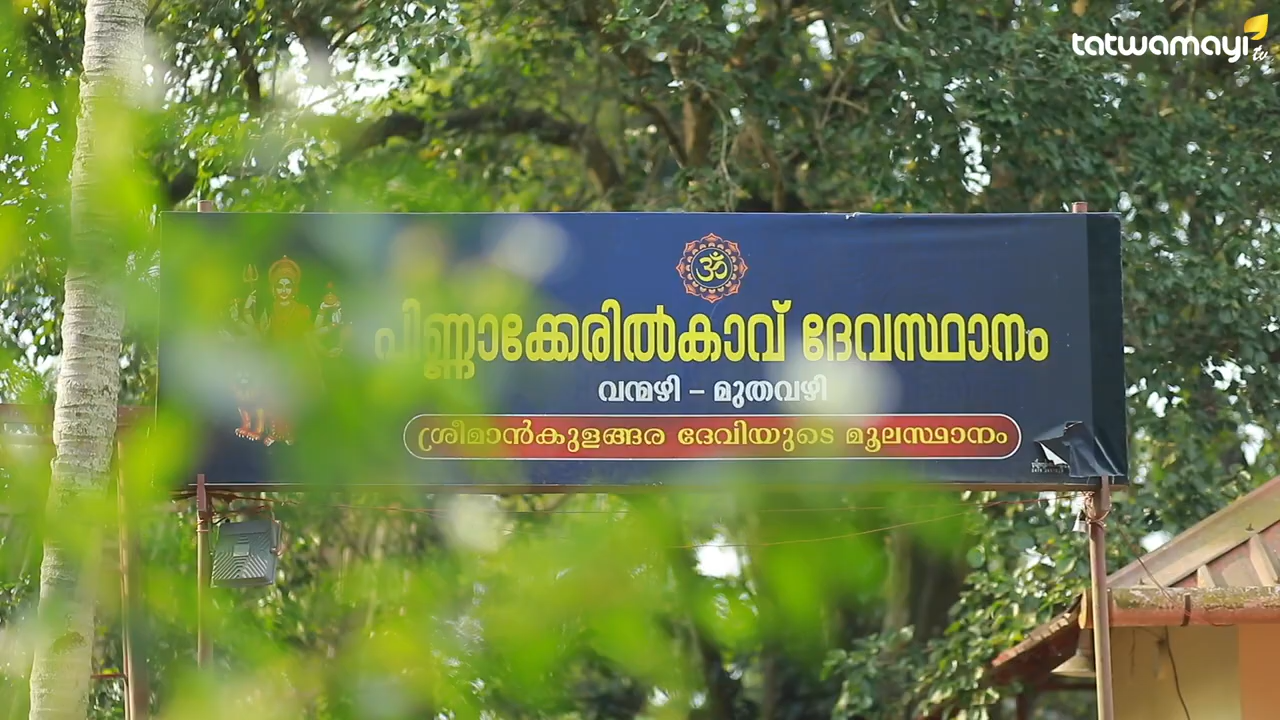 tatwamayi tv
ॐ
പിണ്ണാക്കേരിൽകാവ് ദേവസ്ഥാനം
വന്മഴി – മുതവഴി
ശ്രീമാൻകുളങ്ങര ദേവിയുടെ മൂലസ്ഥാനം